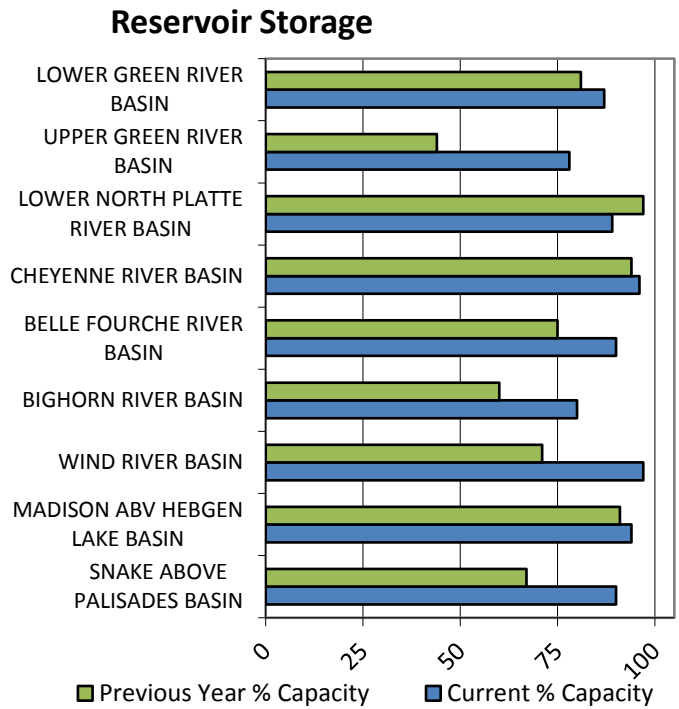 Reservoir Storage
LOWER GREEN RIVER
BASIN
UPPER GREEN RIVER
BASIN
LOWER NORTH PLATTE
RIVER BASIN
CHEYENNE RIVER BASIN
BELLE FOURCHE RIVER
BASIN
BIGHORN RIVER BASIN
WIND RIVER BASIN
MADISON ABV HEBGEN
LAKE BASIN
SNAKE ABOVE
PALISADES BASIN
0 25 50 75 100
Previous Year % Capacity Current % Capacity